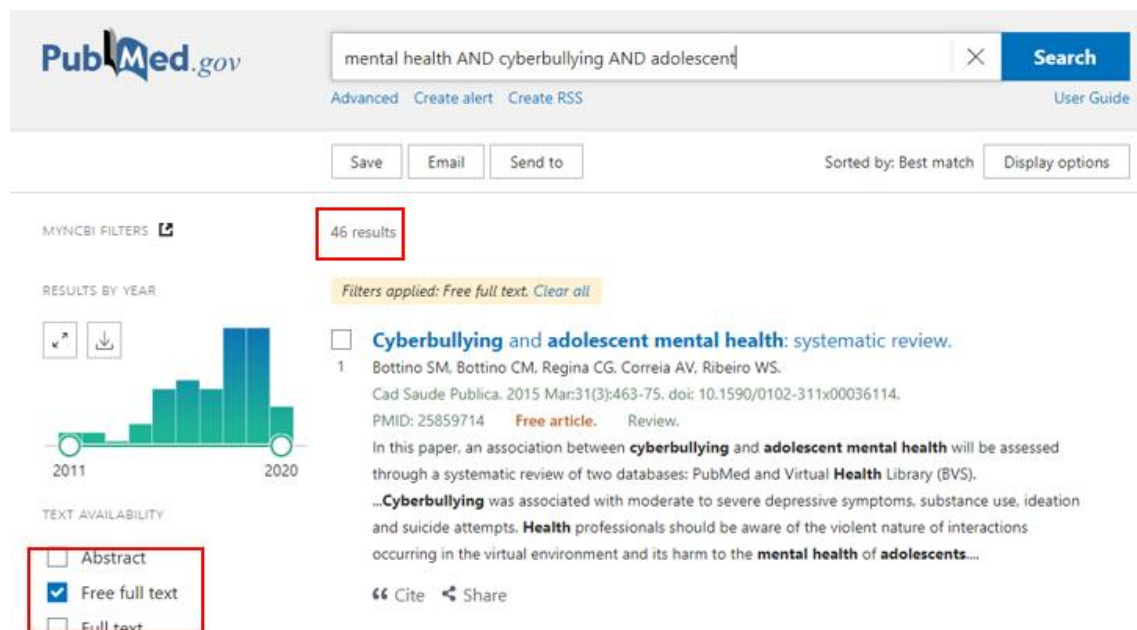 PubMed.gov
mental health AND cyberbullying AND adolescent
Search
Advanced Create alert Create RSS
User Guide
Save Email Send to
Sorted by: Best match Display options
MYNCBI FILTERS
46 results
RESULTS BY YEAR
Filters applied: Free full text. Clear all
Cyberbullying and adolescent mental health: systematic review.
1 Bottino SM, Bottino CM, Regina CG, Correia AV, Ribeiro WS.
Cad Saude Publica. 2015 Mar;31(3):463-75. doi: 10.1590/0102-311x00036114.
PMID: 25859714 Free article. Review.
In this paper, an association between cyberbullying and adolescent mental health will be assessed
through a systematic review of two databases: PubMed and Virtual Health Library (BVS).
...Cyberbullying was associated with moderate to severe depressive symptoms, substance use, ideation
and suicide attempts. Health professionals should be aware of the violent nature of interactions
occurring in the virtual environment and its harm to the mental health of adolescents....
Cite Share
2011 2020
TEXT AVAILABILITY
Abstract
Free full text
Full text